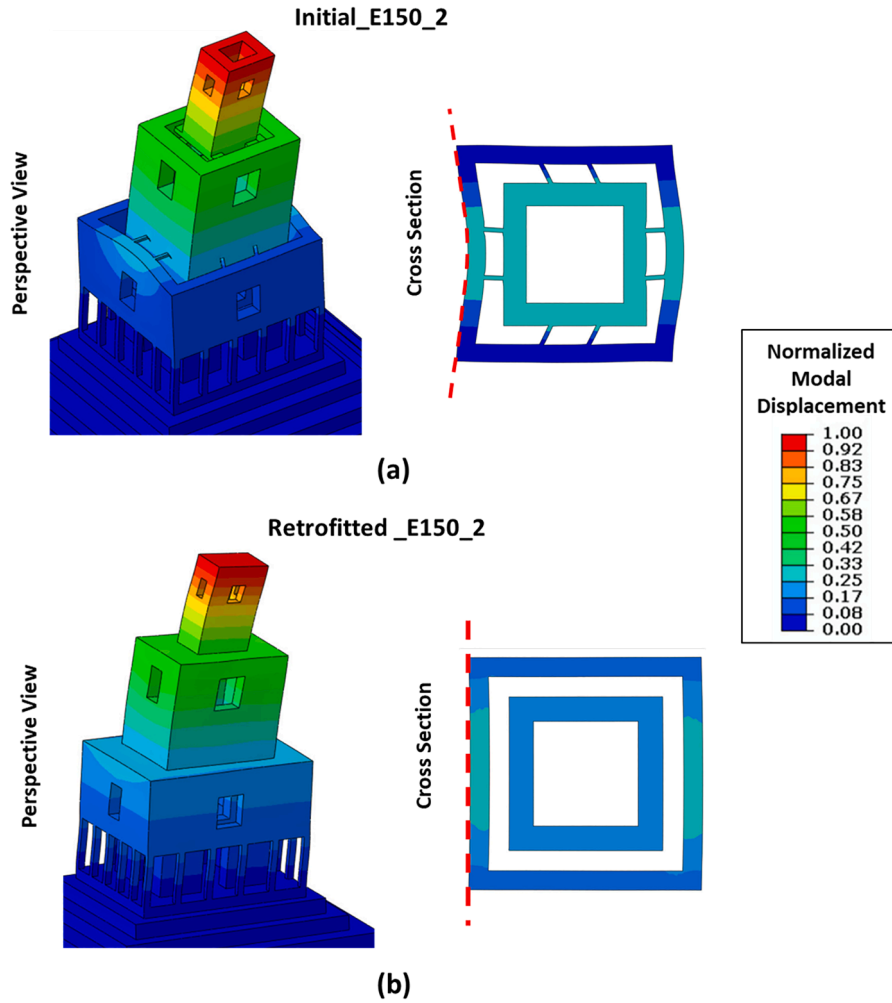 Initial_E150_2
Perspective View
Cross Section
(a)
Normalized
Modal
Displacement
1.00
0.92
0.83
0.75
0.67
0.58
0.50
0.42
0.33
0.25
0.17
0.08
0.00
Retrofitted _E150_2
Perspective View
Cross Section
(b)